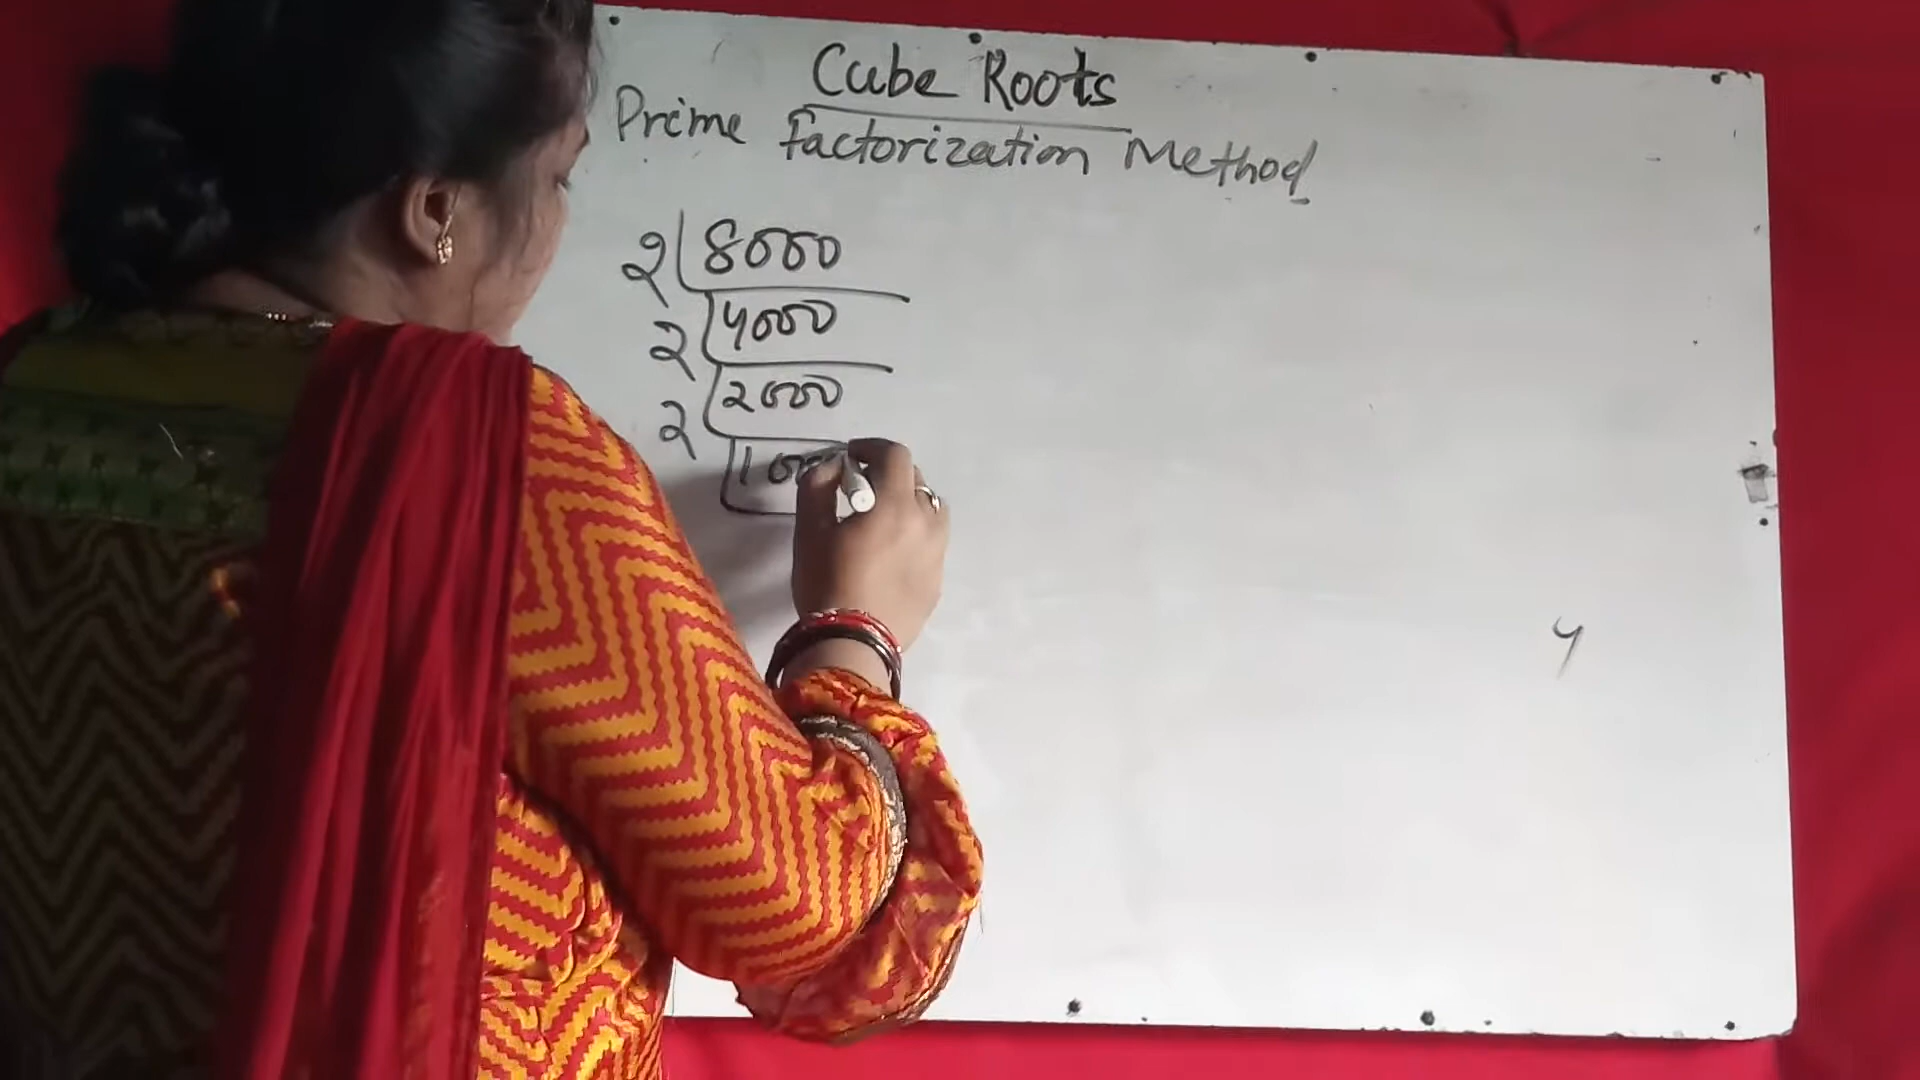 Cube Roots
Prime Factorization Method
2 8000
2 4000
2 2000
y